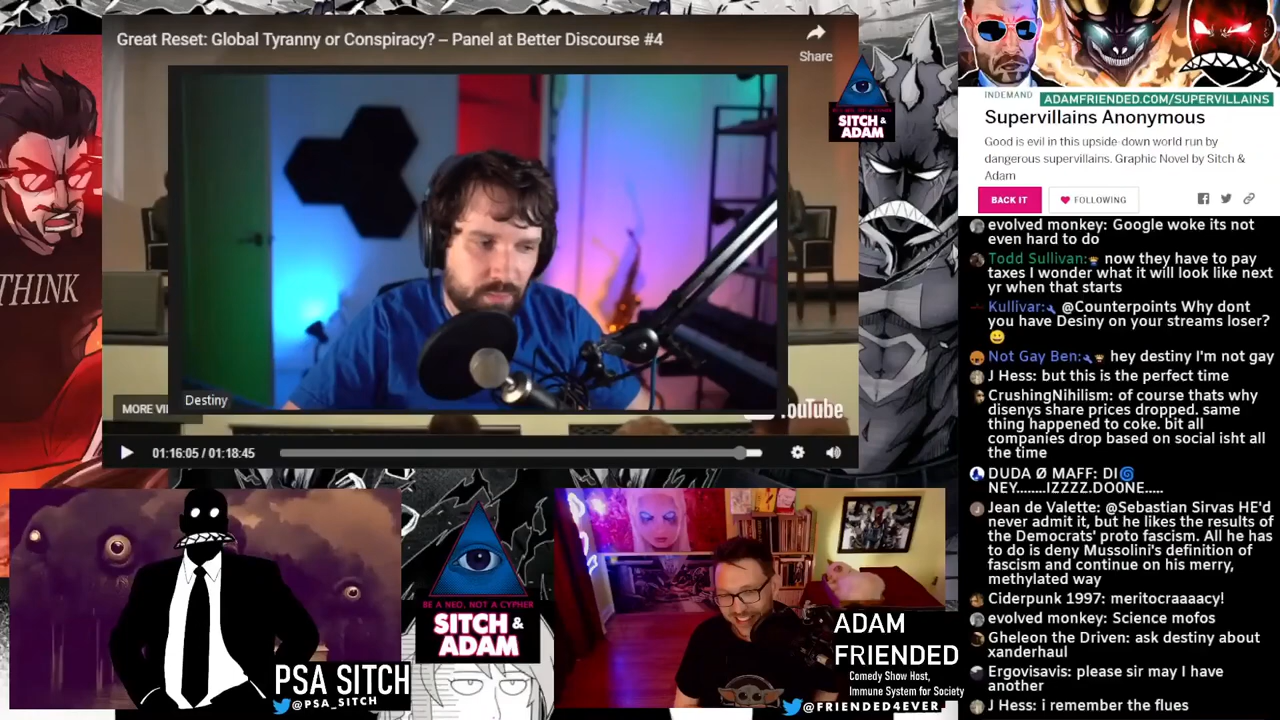 Great Reset: Global Tyranny or Conspiracy? – Panel at Better Discourse #4
Share
SITCH &
ADAM
THINK
Destiny
MORE VI
ouTube
01:16:05 / 01:18:45
BE A NEO, NOT A CYPHER
SITCH &
ADAM
PSA SITCH
@PSA_SITCH
ADAM
FRIENDED
Comedy Show Host,
Immune System for Society
@FRIENDED4EVER
INDEMAND
ADAMFRIENDED.COM/SUPERVILLAINS
Supervillains Anonymous
Good is evil in this upside-down world run by
dangerous supervillains. Graphic Novel by Sitch &
Adam
BACK IT
FOLLOWING
evolved monkey: Google woke its not
even hard to do
Todd Sullivan: now they have to pay
taxes I wonder what it will look like next
yr when that starts
Kullivar: @Counterpoints Why dont
you have Desiny on your streams loser?
Not Gay Ben: hey destiny I'm not gay
J Hess: but this is the perfect time
CrushingNihilism: of course thats why
disenys share prices dropped. same
thing happened to coke. bit all
companies drop based on social isht all
the time
DUDA Ø MAFF: DI🌀
NEY........IZZZZ.DOONE.....
Jean de Valette: @Sebastian Sirvas HE'd
never admit it, but he likes the results of
the Democrats' proto fascism. All he has
to do is deny Mussolini's definition of
fascism and continue on his merry,
methylated way
Ciderpunk 1997: meritocraaaacy!
evolved monkey: Science mofos
Gheleon the Driven: ask destiny about
xanderhaul
Ergovisavis: please sir may I have
another
J Hess: i remember the flues